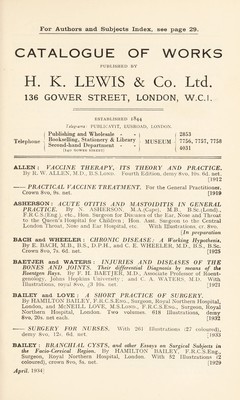 For Authors and Subjects Index, see page 29.
CATALOGUE OF WORKS
PUBLISHED BY
H. K. LEWIS & Co. Ltd.
136 GOWER STREET, LONDON, W.C.1.
ESTABLISHED 1844
Telegrams: PUBLICAVIT, EUSROAD, LONDON.
Telephone
Publishing and Wholesale - -
Bookselling, Stationery & Library
Second-hand Department - -
MUSEUM
2853
7756, 7757, 7758
4031
ALLEN: VACCINE THERAPY, ITS THEORY AND PRACTICE.
By R. W. ALLEN, M.D., B.S.Lond. Fourth Edition, demy 8vo, 10s. 6d. net.
[1912
—— PRACTICAL VACCINE TREATMENT. For the General Practitioner.
Crown 8vo, 9s. net. [1919
ASHERSON: ACUTE OTITIS AND MASTOIDITIS IN GENERAL
PRACTICE. By N. ASHERSON, M.A.(Cape), M.B., B.Sc.(Lond.),
F.R.C.S.(Eng.), etc., Hon. Surgeon for Diseases of the Ear, Nose and Throat
to the Queen's Hospital for Children; Hon. Asst. Surgeon to the Central
London Throat, Nose and Ear Hospital, etc. With Illustrations, cr. 8vo.
[In preparation
BACH and WHEELER: CHRONIC DISEASE: A Working Hypothesis.
By E. BACH, M.B., B.S., D.P.H., and C. E. WHEELER, M.D., B.S., B.Sc.
Crown 8vo, 7s. 6d. net. [1925
BAETJER and WATERS: INJURIES AND DISEASES OF THE
BONES AND JOINTS. Their differential Diagnosis by means of the
Roentgen Rays. By F. H. BAETJER, M.D., Associate Professor of Roentgenology,
Johns Hopkins University; and C. A. WATERS, M.D. With
Illustrations, royal 8vo, net. [1921
BAILEY and LOVE: A SHORT PRACTICE OF SURGERY.
By HAMILTON BAILEY, F.R.C.S.Eng., Surgeon, Royal Northern Hospital,
London, and McNEILL LOVE, M.S.Lond., F.R.C.S.Eng., Surgeon, Royal
Northern Hospital, London. Two volumes. 618 Illustrations, demy
8vo, 20s. net each. [1932
—— SURGERY FOR NURSES. With 261 Illustrations (27 coloured),
demy 8vo, 12s. 6d. net. [1933
BAILEY: BRANCHIAL CYSTS, and other Essays on Surgical Subjects in
the Facio-Cervical Region. By HAMILTON BAILEY, F.R.C.S.Eng.,
Surgeon, Royal Northern Hospital. With 82 Illustrations (2
coloured), crown 8vo, net. [1929
April, 1934]